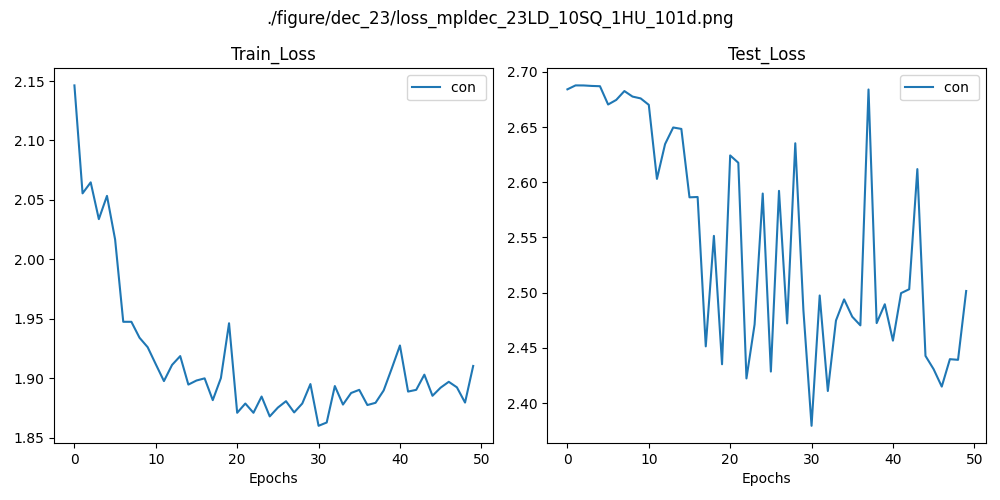 ./figure/dec_23/loss_mpldec_23LD_10SQ_1HU_101d.png
Train_Loss
con
2.15
2.10
2.05
2.00
1.95
1.90
1.85
0 10 20 30 40 50
Epochs
Test_Loss
con
2.70
2.65
2.60
2.55
2.50
2.45
2.40
0 10 20 30 40 50
Epochs